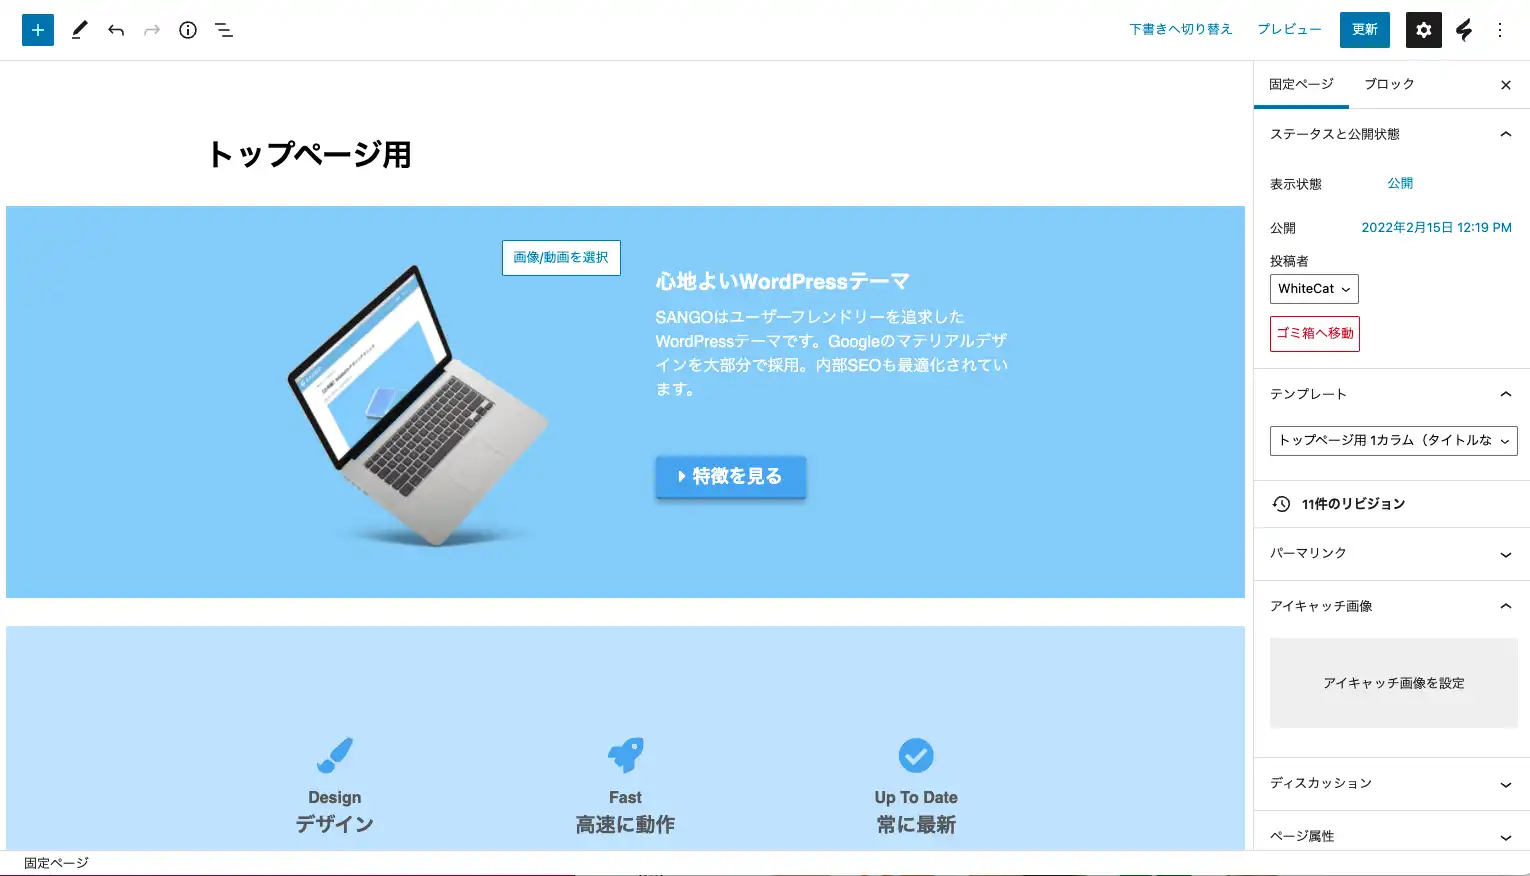 下書きへ切り替え
プレビュー
更新
固定ページ
ブロック
ステータスと公開状態
表示状態
公開
公開
2022年2月15日 12:19 PM
投稿者
WhiteCat
ゴミ箱へ移動
テンプレート
トップページ用 1カラム（タイトルな
11件のリビジョン
パーマリンク
アイキャッチ画像
アイキャッチ画像を設定
ディスカッション
ページ属性
トップページ用
画像/動画を選択
心地よいWordPressテーマ
SANGOはユーザーフレンドリーを追求した
WordPressテーマです。Googleのマテリアルデザ
インを大部分で採用。内部SEOも最適化されてい
ます。
特徴を見る
Design
デザイン
Fast
高速に動作
Up To Date
常に最新
固定ページ